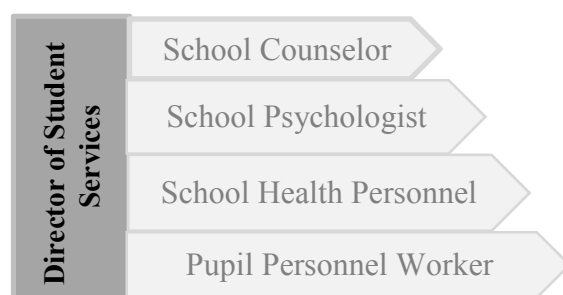 Director of Student
Services
School Counselor
School Psychologist
School Health Personnel
Pupil Personnel Worker